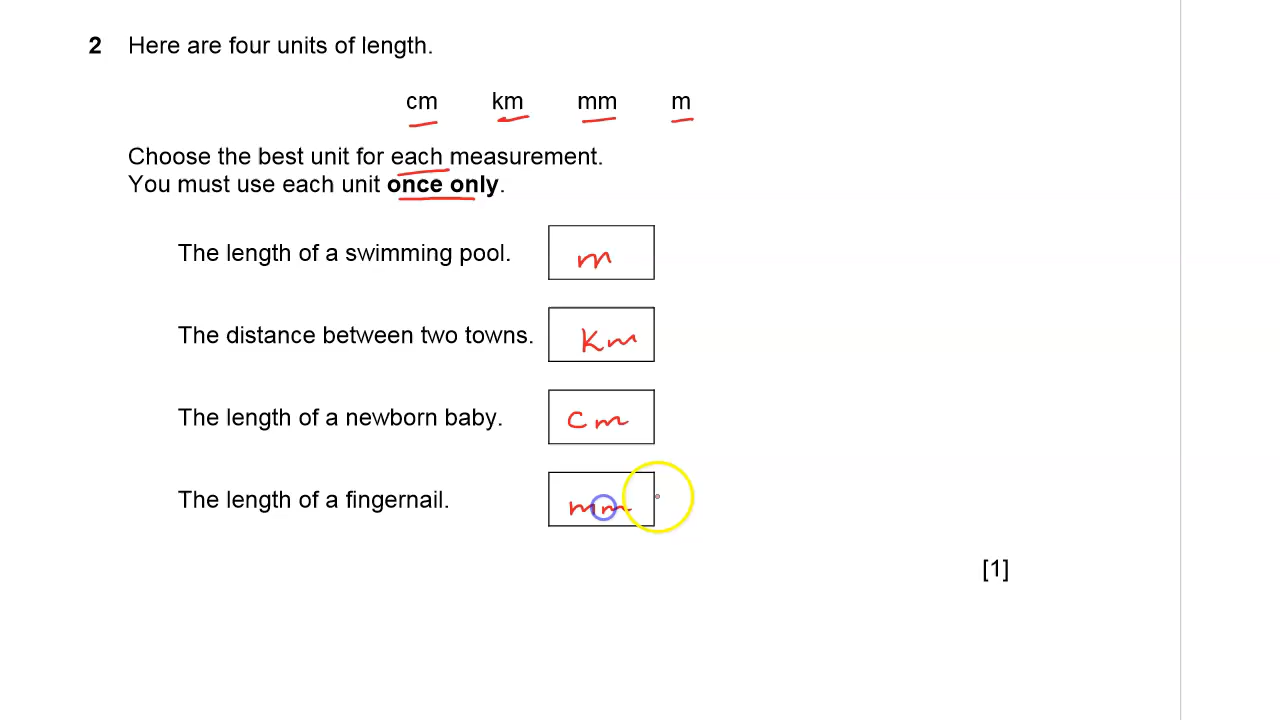 2 Here are four units of length.
cm km mm m
Choose the best unit for each measurement.
You must use each unit once only.
The length of a swimming pool. m
The distance between two towns. Km
The length of a newborn baby. cm
The length of a fingernail. mm
[1]